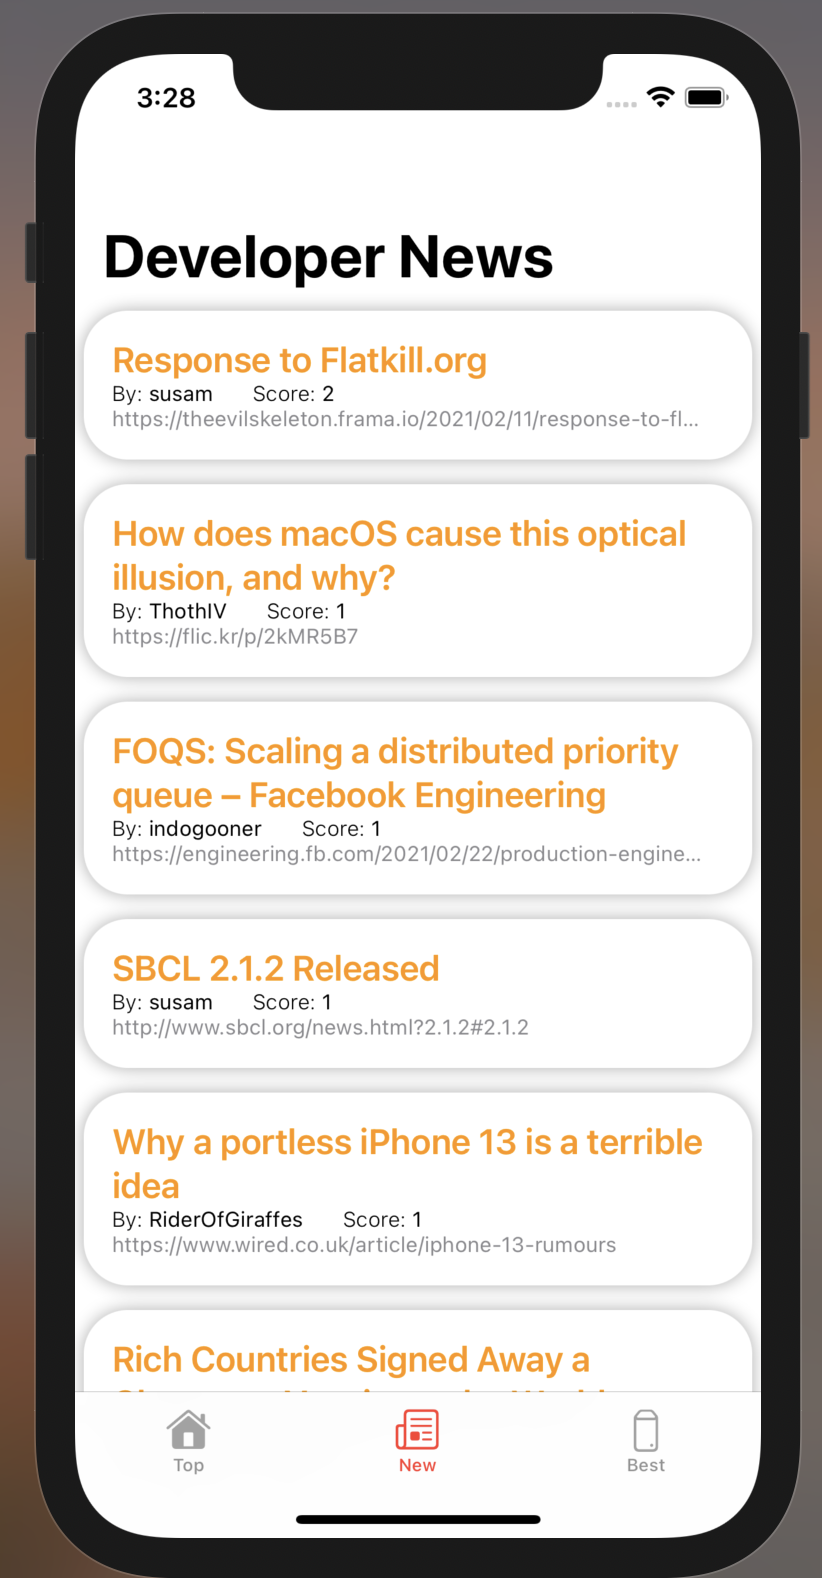 3:28
Developer News
Response to Flatkill.org
By: susam Score: 2
https://theevilskeleton.frama.io/2021/02/11/response-to-fl...
How does macOS cause this optical
illusion, and why?
By: ThothIV Score: 1
https://flic.kr/p/2kMR5B7
FOQS: Scaling a distributed priority
queue – Facebook Engineering
By: indogooner Score: 1
https://engineering.fb.com/2021/02/22/production-engine...
SBCL 2.1.2 Released
By: susam Score: 1
http://www.sbcl.org/news.html?2.1.2#2.1.2
Why a portless iPhone 13 is a terrible
idea
By: RiderOfGiraffes Score: 1
https://www.wired.co.uk/article/iphone-13-rumours
Rich Countries Signed Away a
Top
New
Best